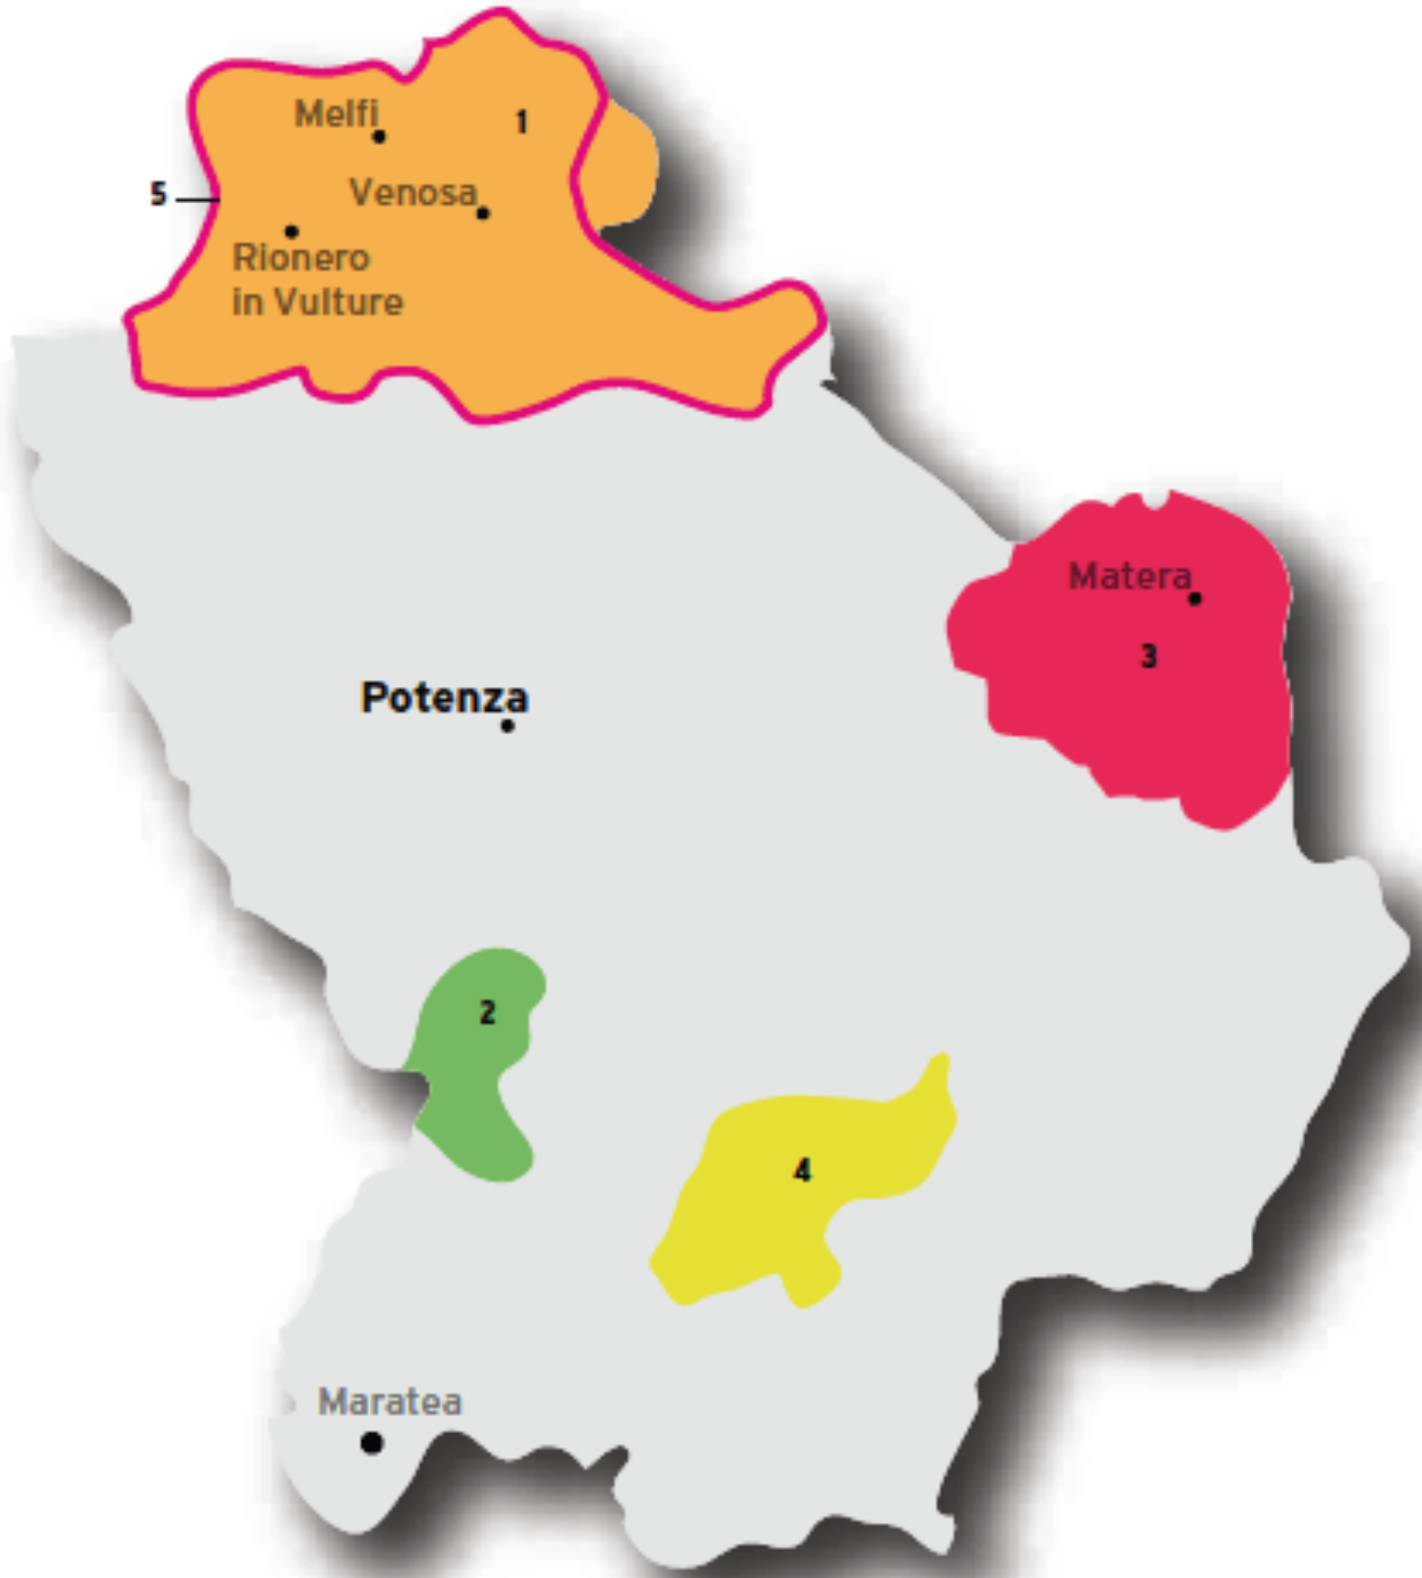 Melfi
1
5
Venosa
Rionero
in Vulture
Matera
3
Potenza
2
4
Maratea